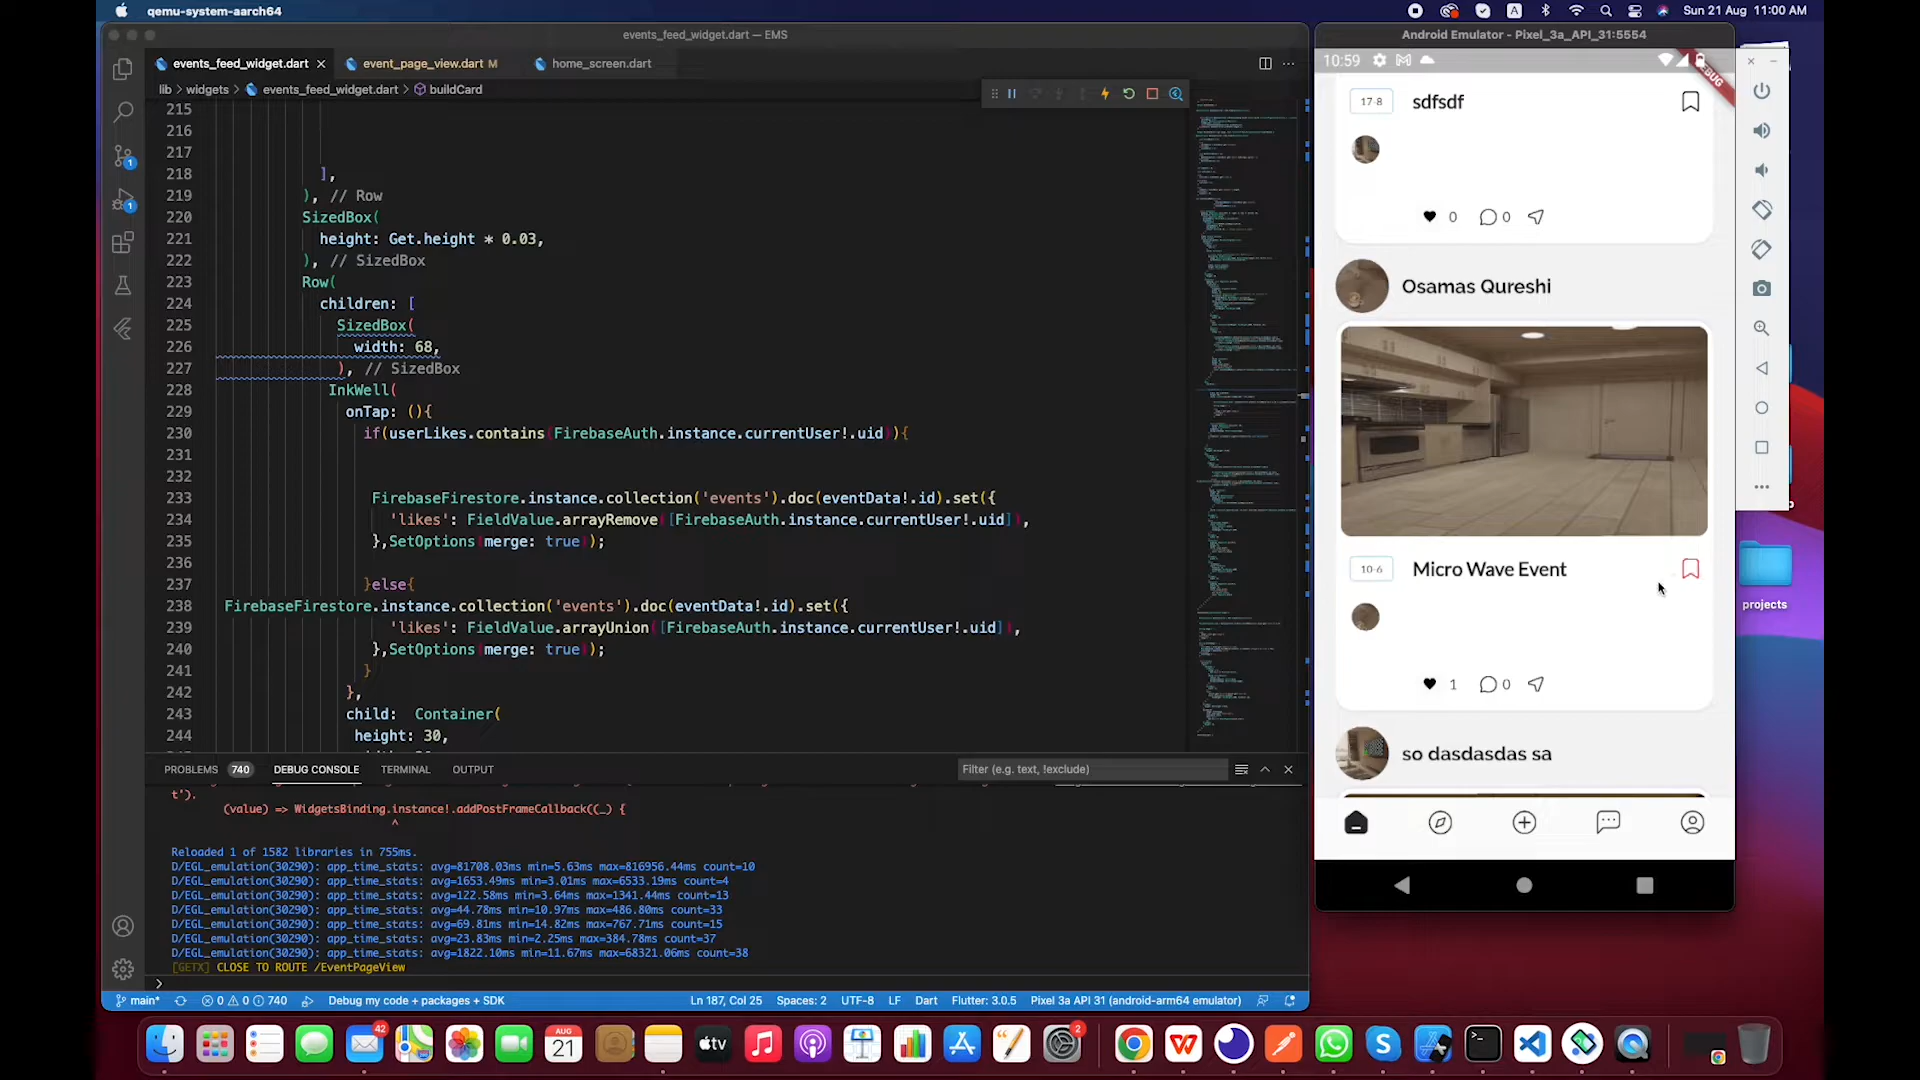 qemu-system-aarch64
A
Sun 21 Aug 11:00 AM
events_feed_widget.dart — EMS
events_feed_widget.dart
event_page_view.dart M
home_screen.dart
lib > widgets > events_feed_widget.dart > buildCard
215
216
217
218 ],
219 ), // Row
220 SizedBox(
221 height: Get.height * 0.03,
222 ), // SizedBox
223 Row(
224 children: [
225 SizedBox(
226 width: 68,
227 ), // SizedBox
228 InkWell(
229 onTap: (){
230 if(userLikes.contains(FirebaseAuth.instance.currentUser!.uid)){
231
232
233 FirebaseFirestore.instance.collection('events').doc(eventData!.id).set({
234 'likes': FieldValue.arrayRemove([FirebaseAuth.instance.currentUser!.uid]),
235 },SetOptions(merge: true));
236
237 }else{
238 FirebaseFirestore.instance.collection('events').doc(eventData!.id).set({
239 'likes': FieldValue.arrayUnion([FirebaseAuth.instance.currentUser!.uid]),
240 },SetOptions(merge: true));
241 }
242 },
243 child: Container(
244 height: 30,
PROBLEMS 740 DEBUG CONSOLE TERMINAL OUTPUT
Filter (e.g. text, !exclude)
t').
(value) => WidgetsBinding.instance!.addPostFrameCallback((_) {
^
Reloaded 1 of 1582 libraries in 755ms.
D/EGL_emulation(30290): app_time_stats: avg=81708.03ms min=5.63ms max=816956.44ms count=10
D/EGL_emulation(30290): app_time_stats: avg=1653.49ms min=3.01ms max=6533.19ms count=4
D/EGL_emulation(30290): app_time_stats: avg=122.58ms min=3.64ms max=1341.44ms count=13
D/EGL_emulation(30290): app_time_stats: avg=44.78ms min=10.97ms max=486.80ms count=33
D/EGL_emulation(30290): app_time_stats: avg=69.81ms min=14.82ms max=767.71ms count=15
D/EGL_emulation(30290): app_time_stats: avg=23.83ms min=2.25ms max=384.78ms count=37
D/EGL_emulation(30290): app_time_stats: avg=1822.10ms min=11.67ms max=68321.06ms count=38
[GETX] CLOSE TO ROUTE /EventPageView
>
main* 0 0 740 Debug my code + packages + SDK
Ln 187, Col 25 Spaces: 2 UTF-8 LF Dart Flutter: 3.0.5 Pixel 3a API 31 (android-arm64 emulator)
1
1
Android Emulator - Pixel_3a_API_31:5554
10:59
17-8 sdfsdf
0 0
Osamas Qureshi
10-6 Micro Wave Event
1 0
so dasdasdas sa
projects
42
AUG
21
tv
2